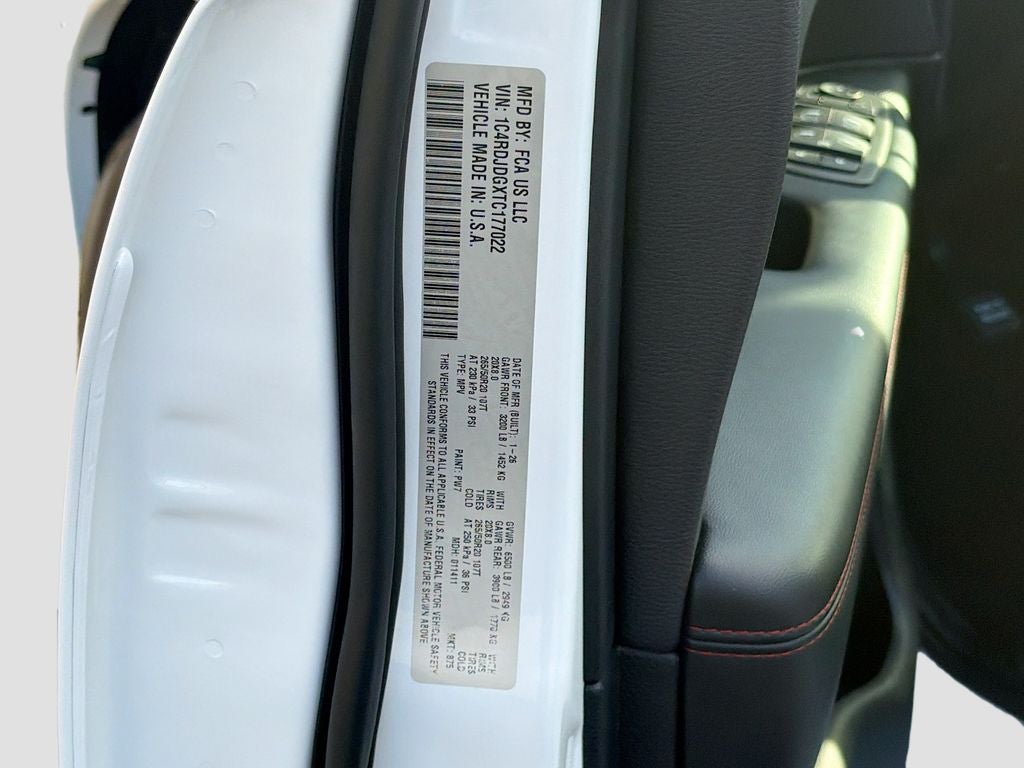 MFD BY: FCA US LLC
VIN: 1C4RDJDGXTC177022
VEHICLE MADE IN: U.S.A.
DATE OF MFR (BUILT): 1-26 GVWR: 6500 LB / 2949 KG
GAWR FRONT: 3200 LB / 1452 KG WITH GAWR REAR: 3900 LB / 1770 KG WITH
20X8.0 RIMS 20X8.0 RIMS
265/50R20 107T TIRES 265/50R20 107T TIRES
AT 230 kPa / 33 PSI COLD AT 250 kPa / 36 PSI COLD
TYPE: MPV PAINT: PW7 MDH: 011411 MKT: 875
THIS VEHICLE CONFORMS TO ALL APPLICABLE U.S.A. FEDERAL MOTOR VEHICLE SAFETY
STANDARDS IN EFFECT ON THE DATE OF MANUFACTURE SHOWN ABOVE